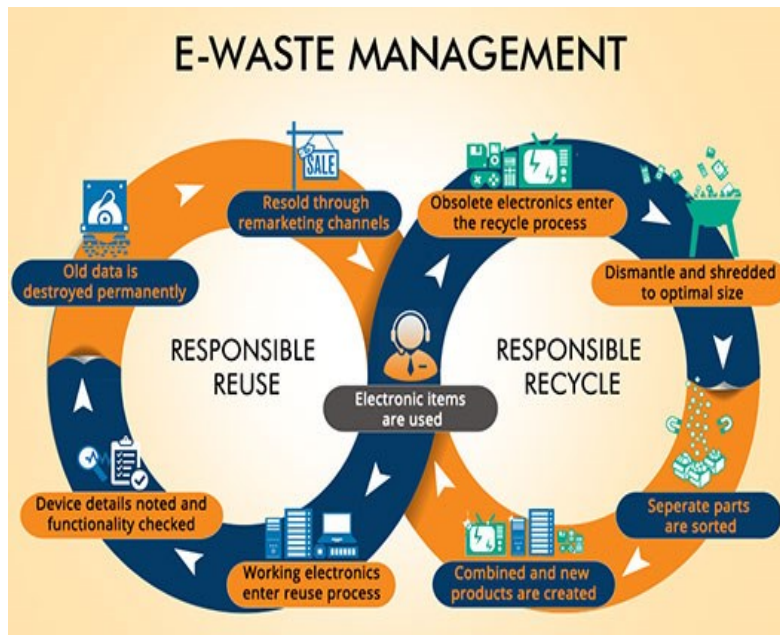 E-WASTE MANAGEMENT
SALE
Resold through
remarketing channels
Obsolete electronics enter
the recycle process
Old data is
destroyed permanently
Dismantle and shredded
to optimal size
RESPONSIBLE
REUSE
RESPONSIBLE
RECYCLE
Electronic items
are used
Device details noted and
functionality checked
Seperate parts
are sorted
Working electronics
enter reuse process
Combined and new
products are created